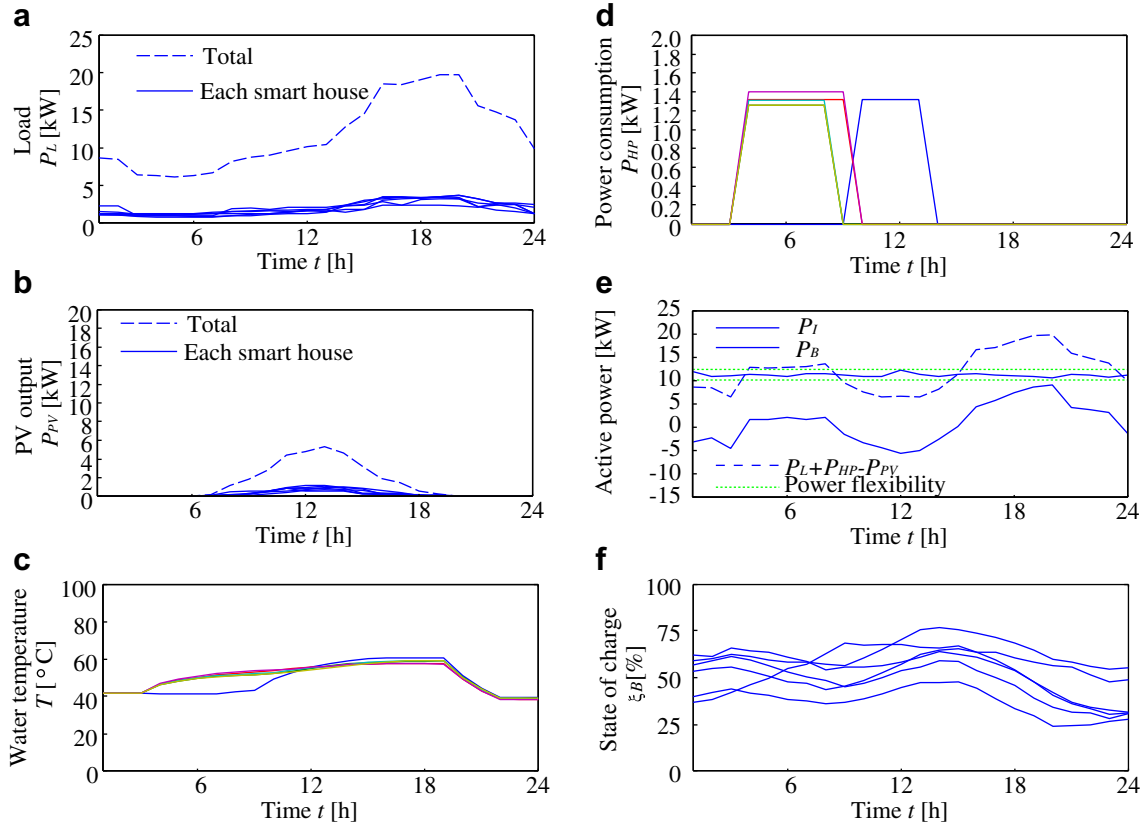 a
Load
P_L [kW]
25
20
15
10
5
0
Total
Each smart house
6
12
18
24
Time t [h]
b
PV output
P_PV [kW]
20
18
16
14
12
10
8
6
4
2
0
Total
Each smart house
6
12
18
24
Time t [h]
c
Water temperature
T [°C]
100
80
60
40
20
0
6
12
18
24
Time t [h]
d
Power consumption
P_HP [kW]
2.0
1.8
1.6
1.4
1.2
1.0
0.8
0.6
0.4
0.2
0
6
12
18
24
Time t [h]
e
Active power [kW]
25
20
15
10
5
0
-5
-10
-15
P_I
P_B
P_L+P_HP-P_PV
Power flexibility
6
12
18
24
Time t [h]
f
State of charge
ξ_B[%]
100
75
50
25
0
6
12
18
24
Time t [h]